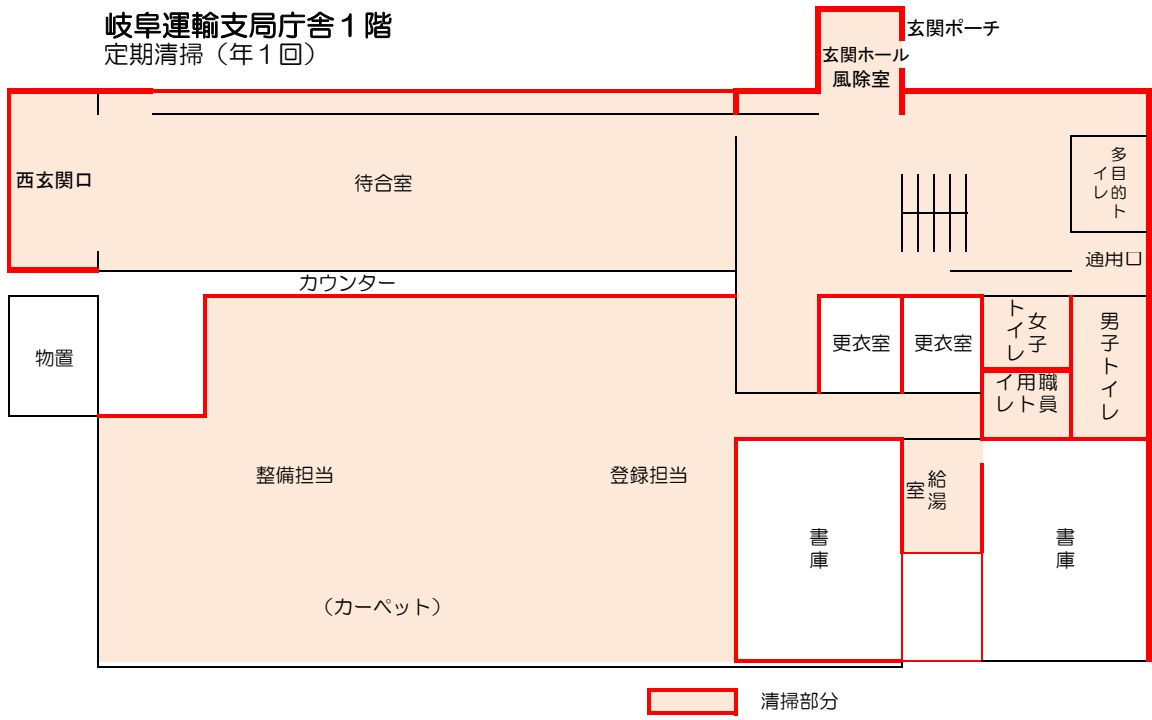 岐阜運輸支局庁舎１階
定期清掃（年１回）
玄関ポーチ
玄関ホール
風除室
西玄関口
待合室
多目的ト
イレ
通用口
カウンター
物置
更衣室
更衣室
女子
トイレ
男子トイレ
職員
用ト
イレ
整備担当
登録担当
給湯
室
書庫
書庫
（カーペット）
清掃部分